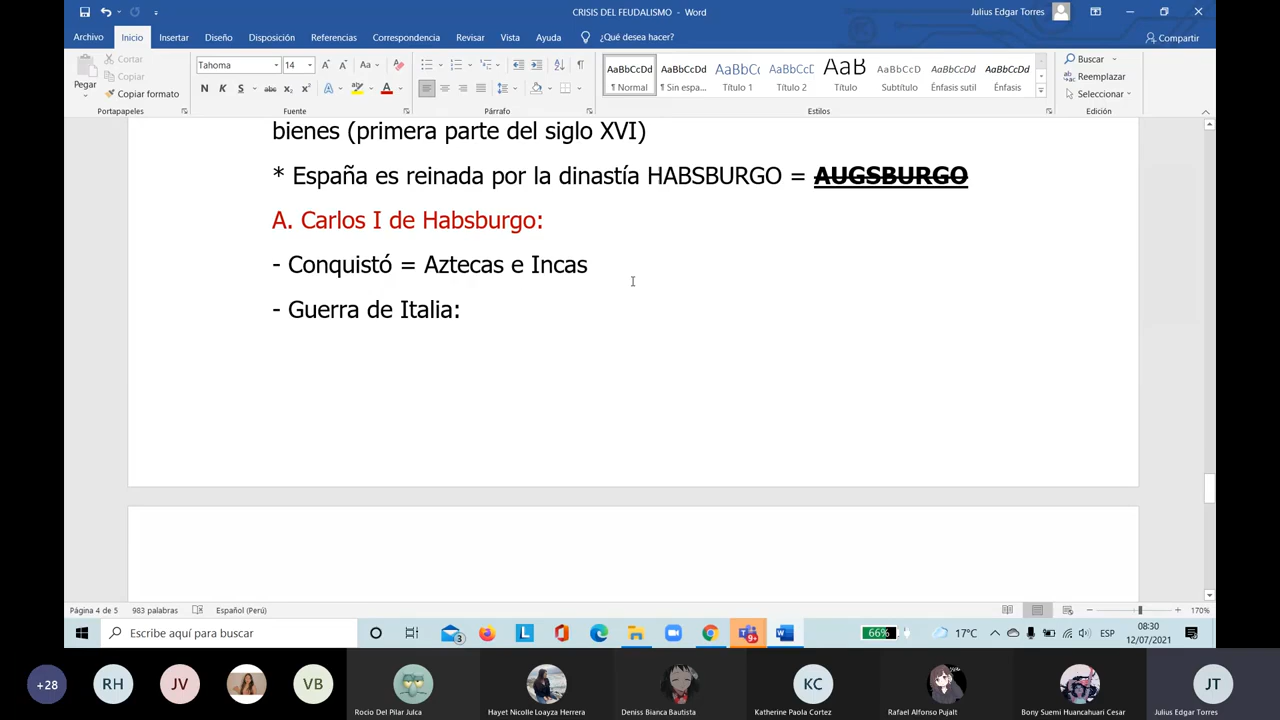 CRISIS DEL FEUDALISMO - Word
Julius Edgar Torres
Archivo Inicio Insertar Diseño Disposición Referencias Correspondencia Revisar Vista Ayuda ¿Qué desea hacer? Compartir
Pegar
Cortar
Copiar
Copiar formato
Portapapeles
Tahoma 14
N K S abc x₂ x²
Fuente
Párrafo
AaBbCcDd AaBbCcDd AaBbCc AaBbCcD AaB AaBbCcD AaBbCcDd AaBbCcDd
¶ Normal ¶ Sin espa... Título 1 Título 2 Título Subtítulo Énfasis sutil Énfasis
Estilos
Buscar
Reemplazar
Seleccionar
Edición
bienes (primera parte del siglo XVI)
* España es reinada por la dinastía HABSBURGO = AUGSBURGO
A. Carlos I de Habsburgo:
- Conquistó = Aztecas e Incas
- Guerra de Italia:
Página 4 de 5 983 palabras Español (Perú) 170%
Escribe aquí para buscar
3
L
9+
66%
17°C
ESP
08:30
12/07/2021
+28 RH JV VB KC JT
Rocio Del Pilar Julca Hayet Nicolle Loayza Herrera Deniss Bianca Bautista Katherine Paola Cortez Rafael Alfonso Pujalt Bony Suemi Huancahuari Cesar Julius Edgar Torres